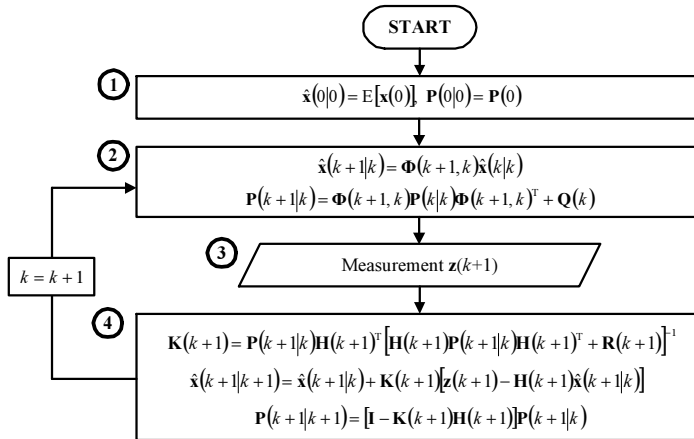 START
1
x̂(0|0) = E[x(0)], P(0|0) = P(0)
2
x̂(k+1|k) = Φ(k+1,k)x̂(k|k)
P(k+1|k) = Φ(k+1,k)P(k|k)Φ(k+1,k)ᵀ + Q(k)
3
Measurement z(k+1)
k = k+1
4
K(k+1) = P(k+1|k)H(k+1)ᵀ[H(k+1)P(k+1|k)H(k+1)ᵀ + R(k+1)]⁻¹
x̂(k+1|k+1) = x̂(k+1|k) + K(k+1)[z(k+1) − H(k+1)x̂(k+1|k)]
P(k+1|k+1) = [I − K(k+1)H(k+1)]P(k+1|k)